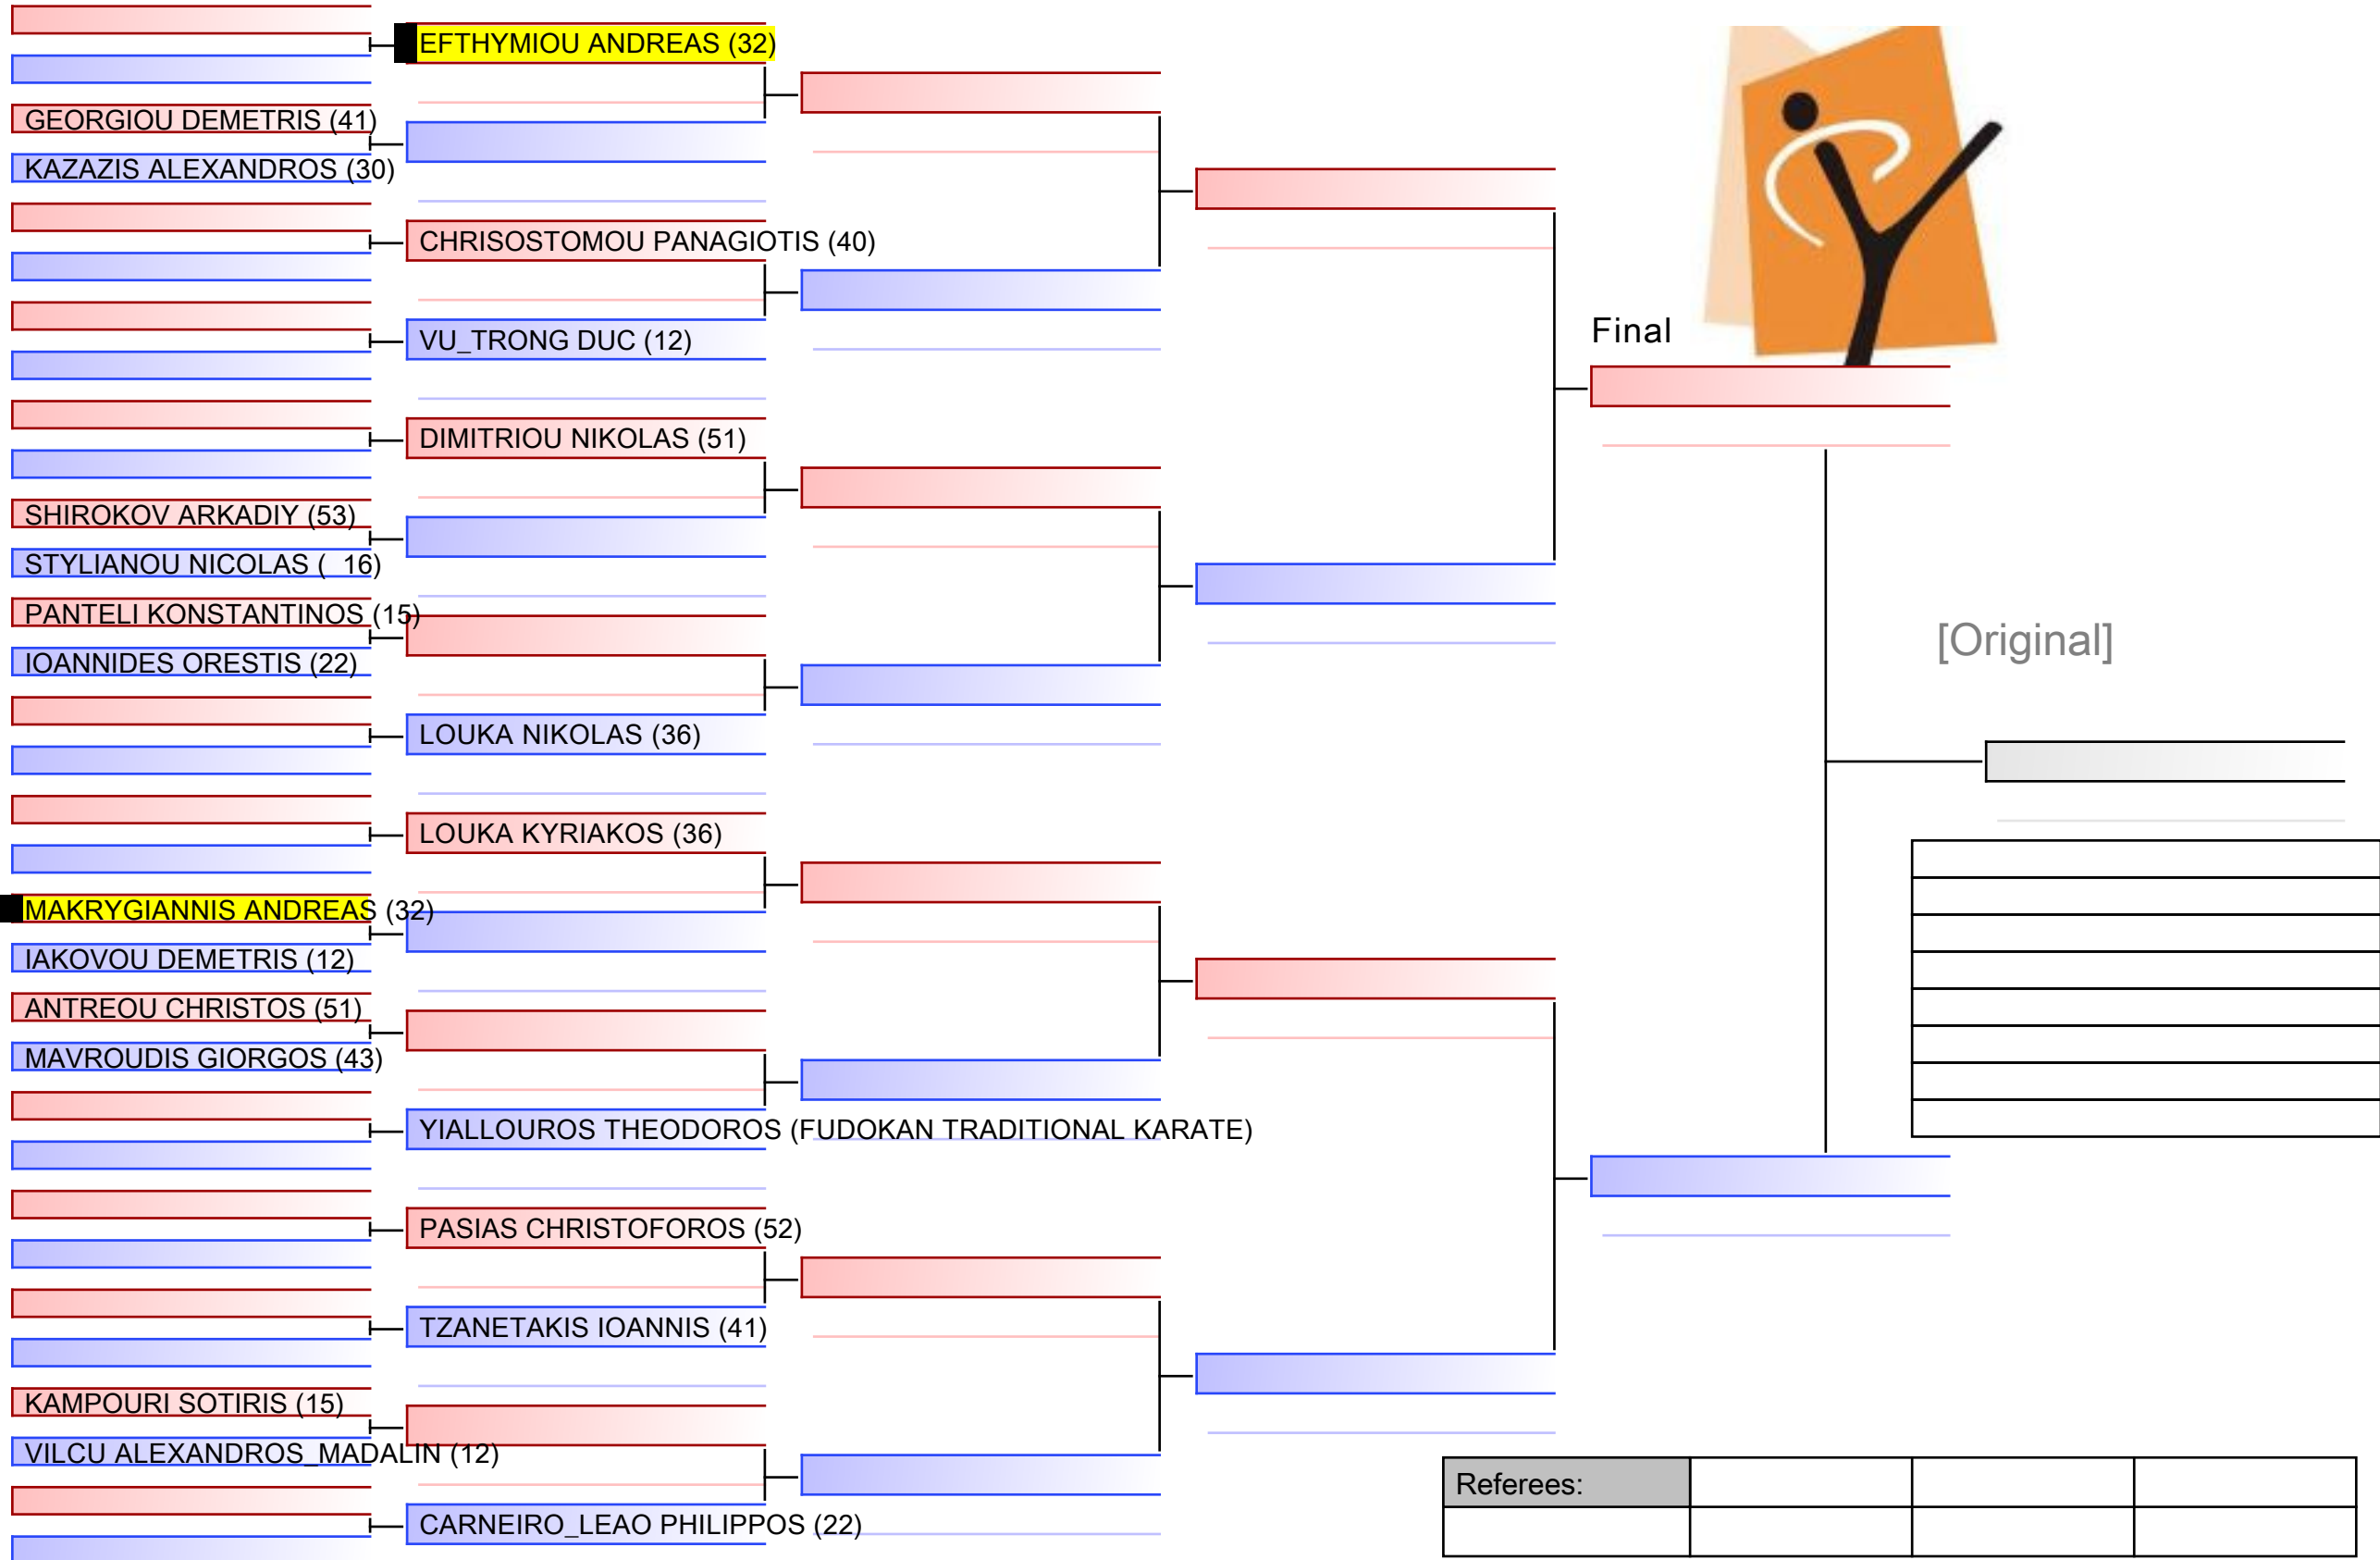 EFTHYMIOU ANDREAS (32)
GEORGIOU DEMETRIS (41)
KAZAZIS ALEXANDROS (30)
CHRISOSTOMOU PANAGIOTIS (40)
VU_TRONG DUC (12)
Final
DIMITRIOU NIKOLAS (51)
SHIROKOV ARKADIY (53)
STYLIANOU NICOLAS ( 16)
PANTELI KONSTANTINOS (15)
[Original]
IOANNIDES ORESTIS (22)
LOUKA NIKOLAS (36)
LOUKA KYRIAKOS (36)
MAKRYGIANNIS ANDREAS (32)
IAKOVOU DEMETRIS (12)
ANTREOU CHRISTOS (51)
MAVROUDIS GIORGOS (43)
YIALLOUROS THEODOROS (FUDOKAN TRADITIONAL KARATE)
PASIAS CHRISTOFOROS (52)
TZANETAKIS IOANNIS (41)
KAMPOURI SOTIRIS (15)
VILCU ALEXANDROS_MADALIN (12)
Referees:
CARNEIRO_LEAO PHILIPPOS (22)